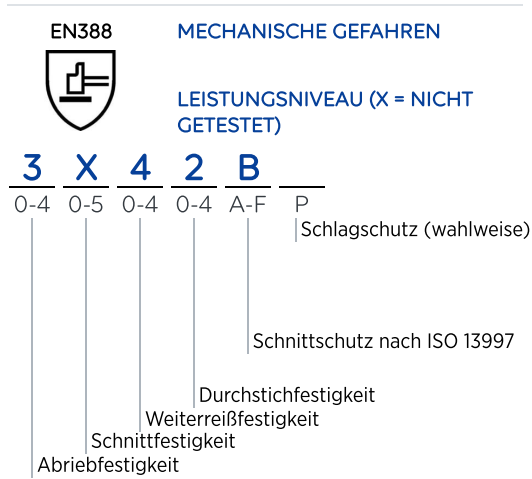 EN388
MECHANISCHE GEFAHREN
LEISTUNGSNIVEAU (X = NICHT
GETESTET)
3 X 4 2 B
0-4 0-5 0-4 0-4 A-F P
Schlagschutz (wahlweise)
Schnittschutz nach ISO 13997
Durchstichfestigkeit
Weiterreißfestigkeit
Schnittfestigkeit
Abriebfestigkeit